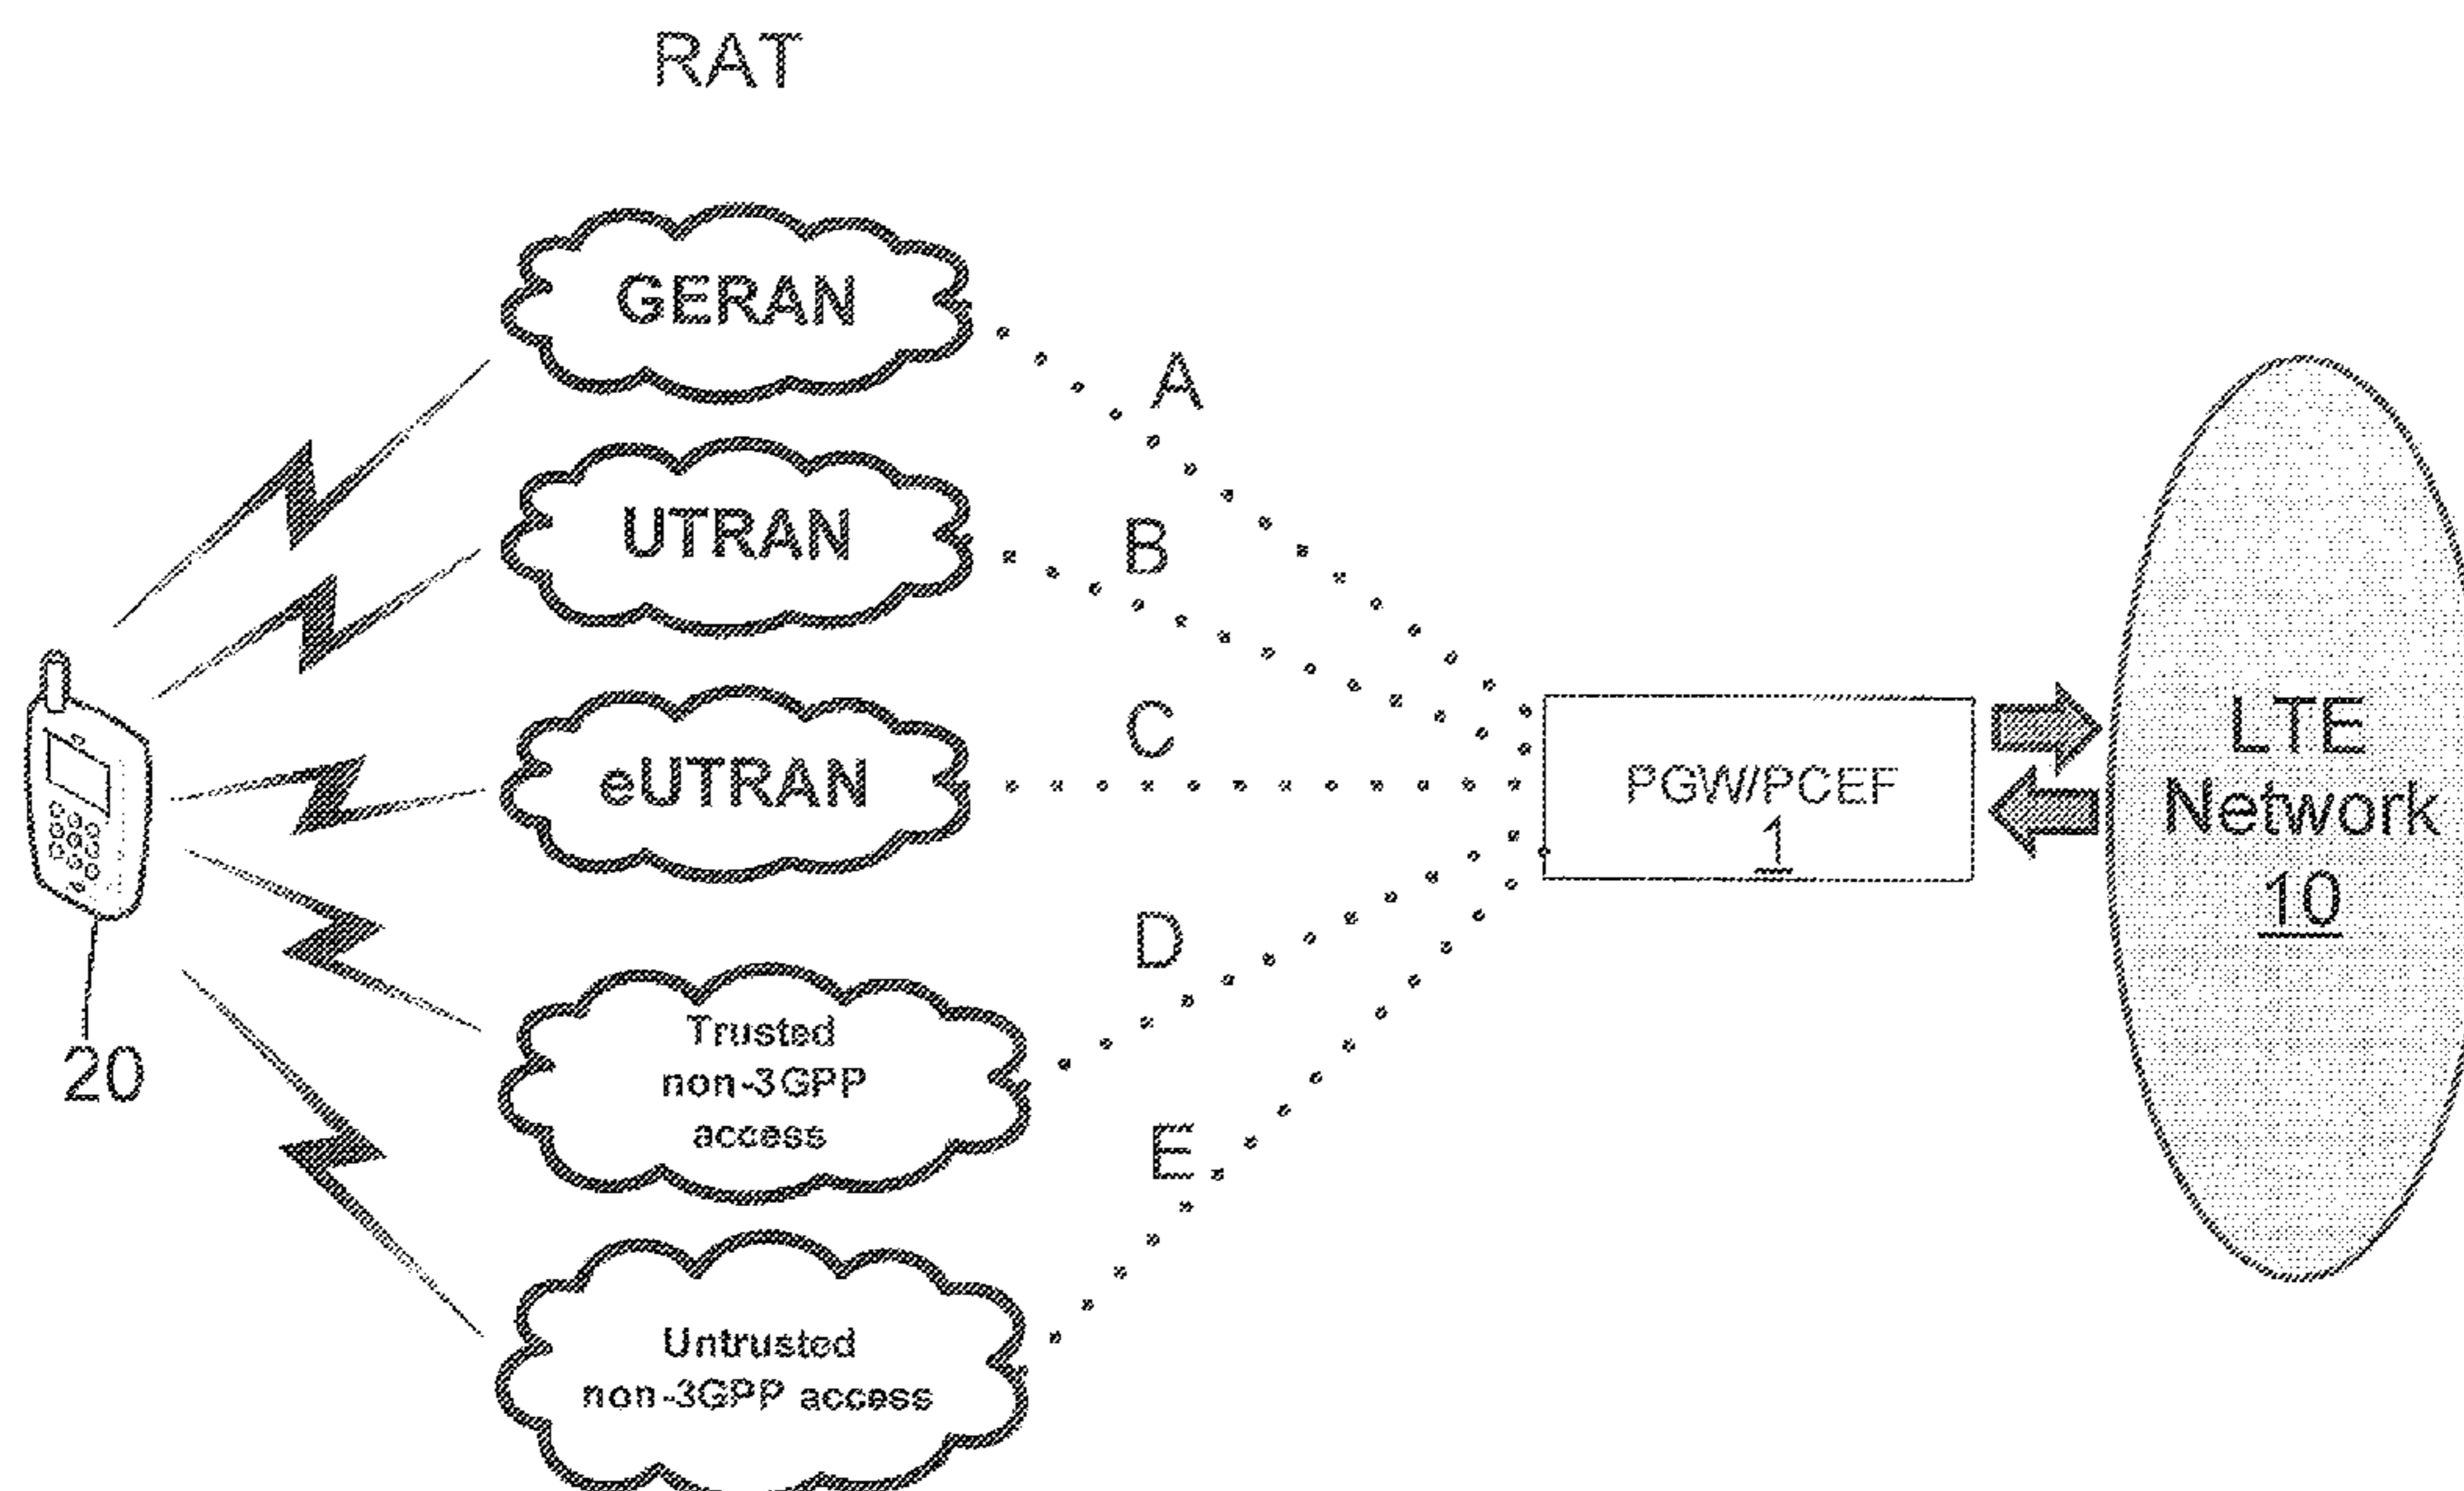 RAT
GERAN
A
UTRAN
B
eUTRAN
C
PGW/PCEF
1
LTE
Network
10
20
Trusted
non-3GPP
access
D
E
Untrusted
non-3GPP access